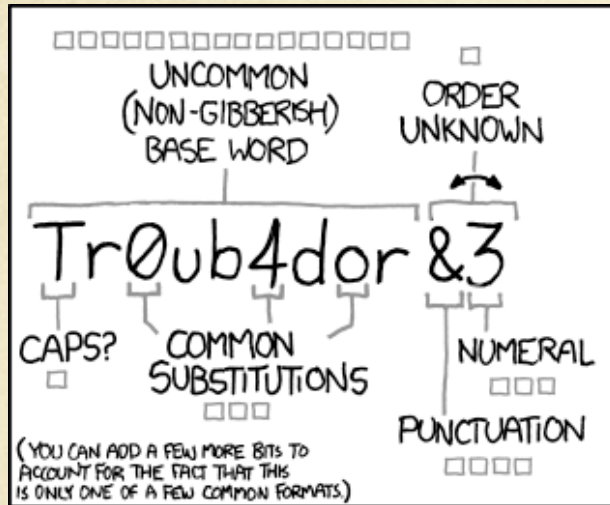 UNCOMMON
(NON-GIBBERISH)
BASE WORD
ORDER
UNKNOWN
Tr0ub4dor &3
CAPS?
COMMON
SUBSTITUTIONS
NUMERAL
PUNCTUATION
(YOU CAN ADD A FEW MORE BITS TO
ACCOUNT FOR THE FACT THAT THIS
IS ONLY ONE OF A FEW COMMON FORMATS.)